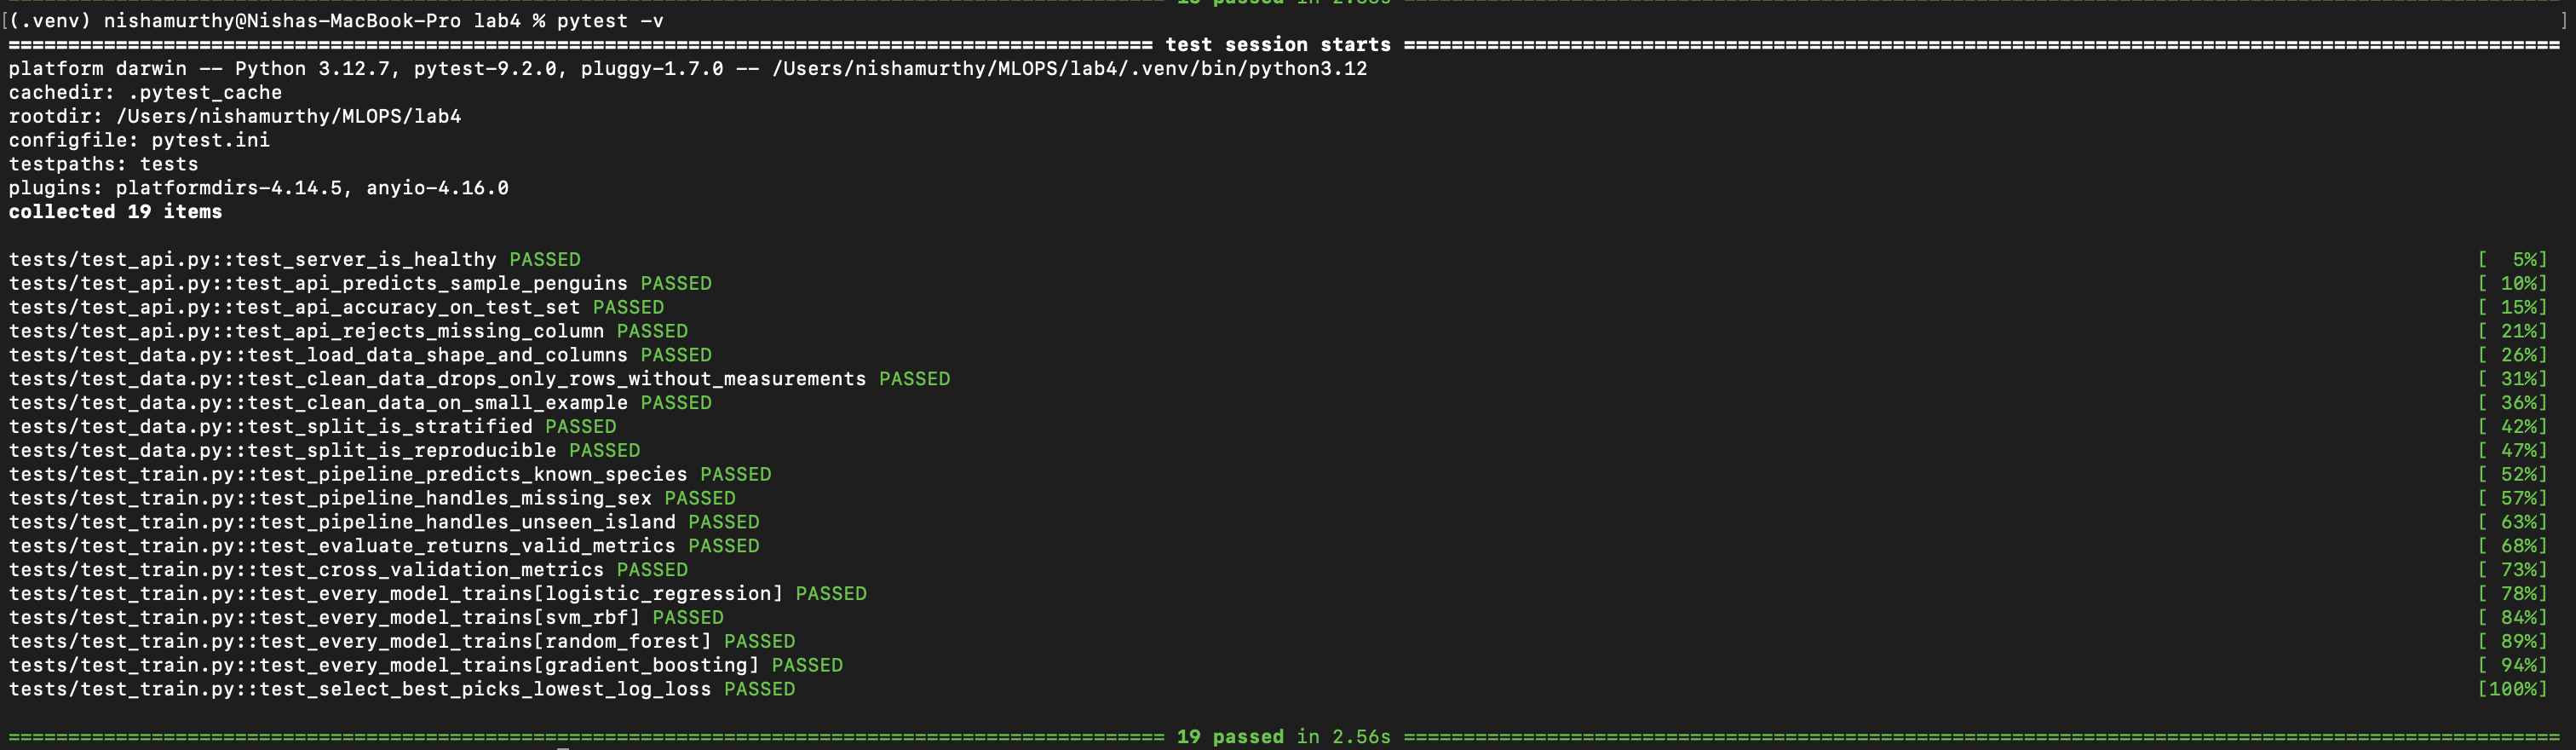 passed in 2.
[(.venv) nishamurthy@Nishas-MacBook-Pro lab4 % pytest -v ]
============ test session starts ============
platform darwin -- Python 3.12.7, pytest-9.2.0, pluggy-1.7.0 -- /Users/nishamurthy/MLOPS/lab4/.venv/bin/python3.12
cachedir: .pytest_cache
rootdir: /Users/nishamurthy/MLOPS/lab4
configfile: pytest.ini
testpaths: tests
plugins: platformdirs-4.14.5, anyio-4.16.0
collected 19 items
tests/test_api.py::test_server_is_healthy PASSED [  5%]
tests/test_api.py::test_api_predicts_sample_penguins PASSED [ 10%]
tests/test_api.py::test_api_accuracy_on_test_set PASSED [ 15%]
tests/test_api.py::test_api_rejects_missing_column PASSED [ 21%]
tests/test_data.py::test_load_data_shape_and_columns PASSED [ 26%]
tests/test_data.py::test_clean_data_drops_only_rows_without_measurements PASSED [ 31%]
tests/test_data.py::test_clean_data_on_small_example PASSED [ 36%]
tests/test_data.py::test_split_is_stratified PASSED [ 42%]
tests/test_data.py::test_split_is_reproducible PASSED [ 47%]
tests/test_train.py::test_pipeline_predicts_known_species PASSED [ 52%]
tests/test_train.py::test_pipeline_handles_missing_sex PASSED [ 57%]
tests/test_train.py::test_pipeline_handles_unseen_island PASSED [ 63%]
tests/test_train.py::test_evaluate_returns_valid_metrics PASSED [ 68%]
tests/test_train.py::test_cross_validation_metrics PASSED [ 73%]
tests/test_train.py::test_every_model_trains[logistic_regression] PASSED [ 78%]
tests/test_train.py::test_every_model_trains[svm_rbf] PASSED [ 84%]
tests/test_train.py::test_every_model_trains[random_forest] PASSED [ 89%]
tests/test_train.py::test_every_model_trains[gradient_boosting] PASSED [ 94%]
tests/test_train.py::test_select_best_picks_lowest_log_loss PASSED [100%]
============ 19 passed in 2.56s ============